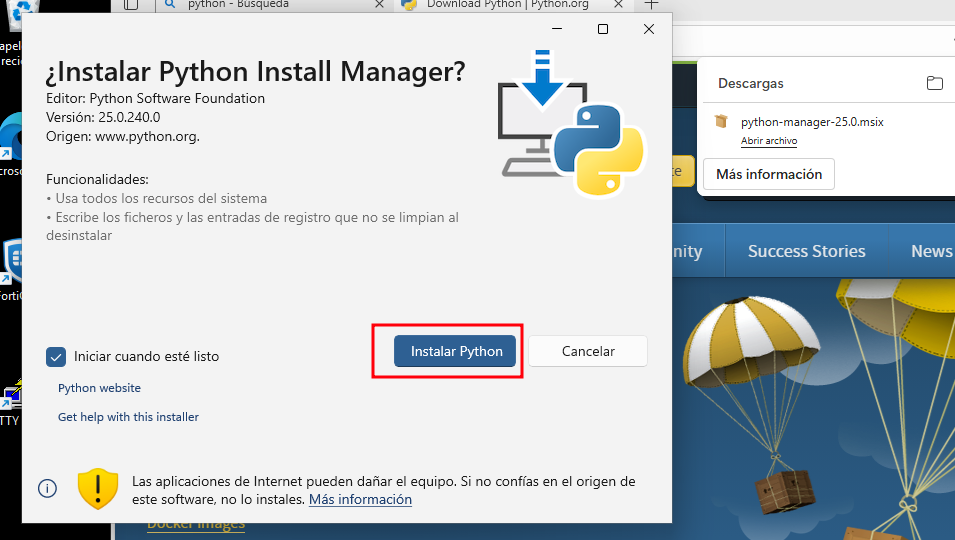 python - Búsqueda
Download Python | Python.org
¿Instalar Python Install Manager?
Editor: Python Software Foundation
Versión: 25.0.240.0
Origen: www.python.org.
Funcionalidades:
• Usa todos los recursos del sistema
• Escribe los ficheros y las entradas de registro que no se limpian al
desinstalar
Iniciar cuando esté listo
Instalar Python
Cancelar
Python website
Get help with this installer
Las aplicaciones de Internet pueden dañar el equipo. Si no confías en el origen de
este software, no lo instales. Más información
Descargas
python-manager-25.0.msix
Abrir archivo
Más información
Success Stories
News
Docker Images